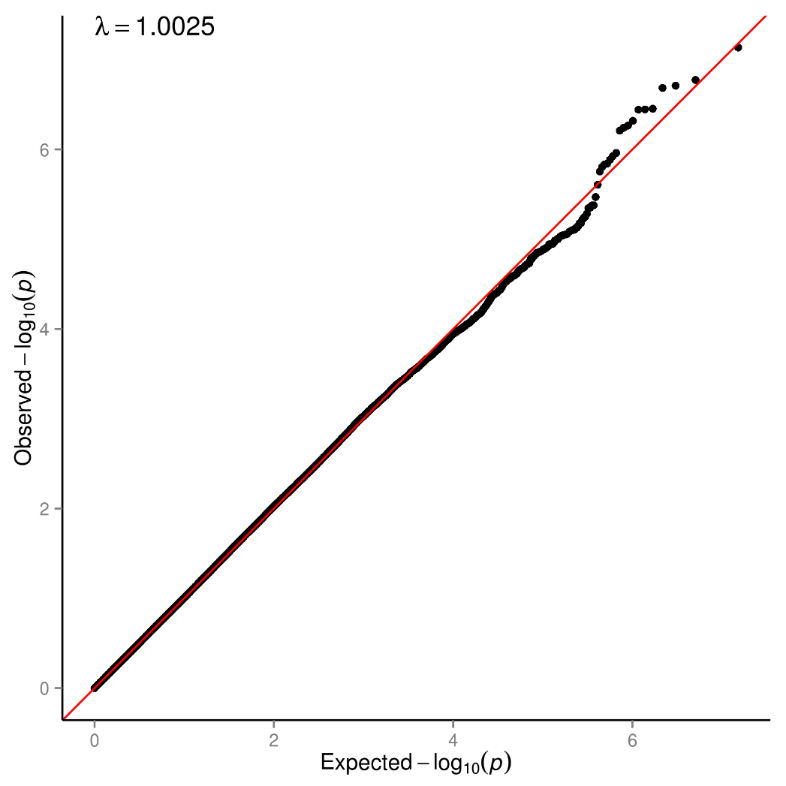 λ = 1.0025
Observed − log10(p)
6
4
2
0
0 2 4 6
Expected − log10(p)